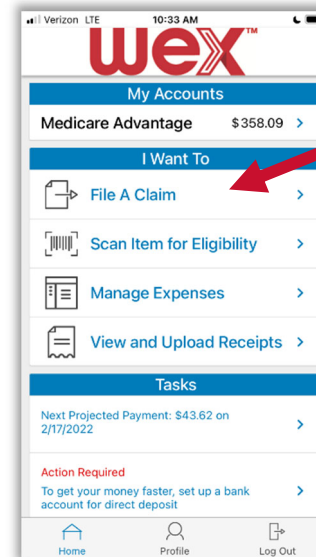 Verizon LTE 10:33 AM
wex™
My Accounts
Medicare Advantage $358.09
I Want To
File A Claim
Scan Item for Eligibility
Manage Expenses
View and Upload Receipts
Tasks
Next Projected Payment: $43.62 on
2/17/2022
Action Required
To get your money faster, set up a bank
account for direct deposit
Home Profile Log Out